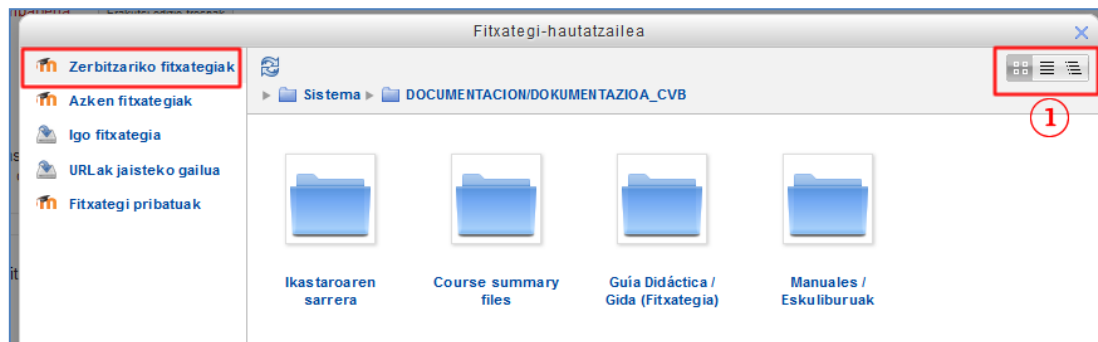 Fitxategi-hautatzailea
Zerbitzariko fitxategiak
Azken fitxategiak
Igo fitxategia
URLak jaisteko gailua
Fitxategi pribatuak
Sistema DOCUMENTACION/DOKUMENTAZIOA_CVB
1
Ikastaroaren
sarrera
Course summary
files
Guía Didáctica /
Gida (Fitxategia)
Manuales /
Eskuliburuak